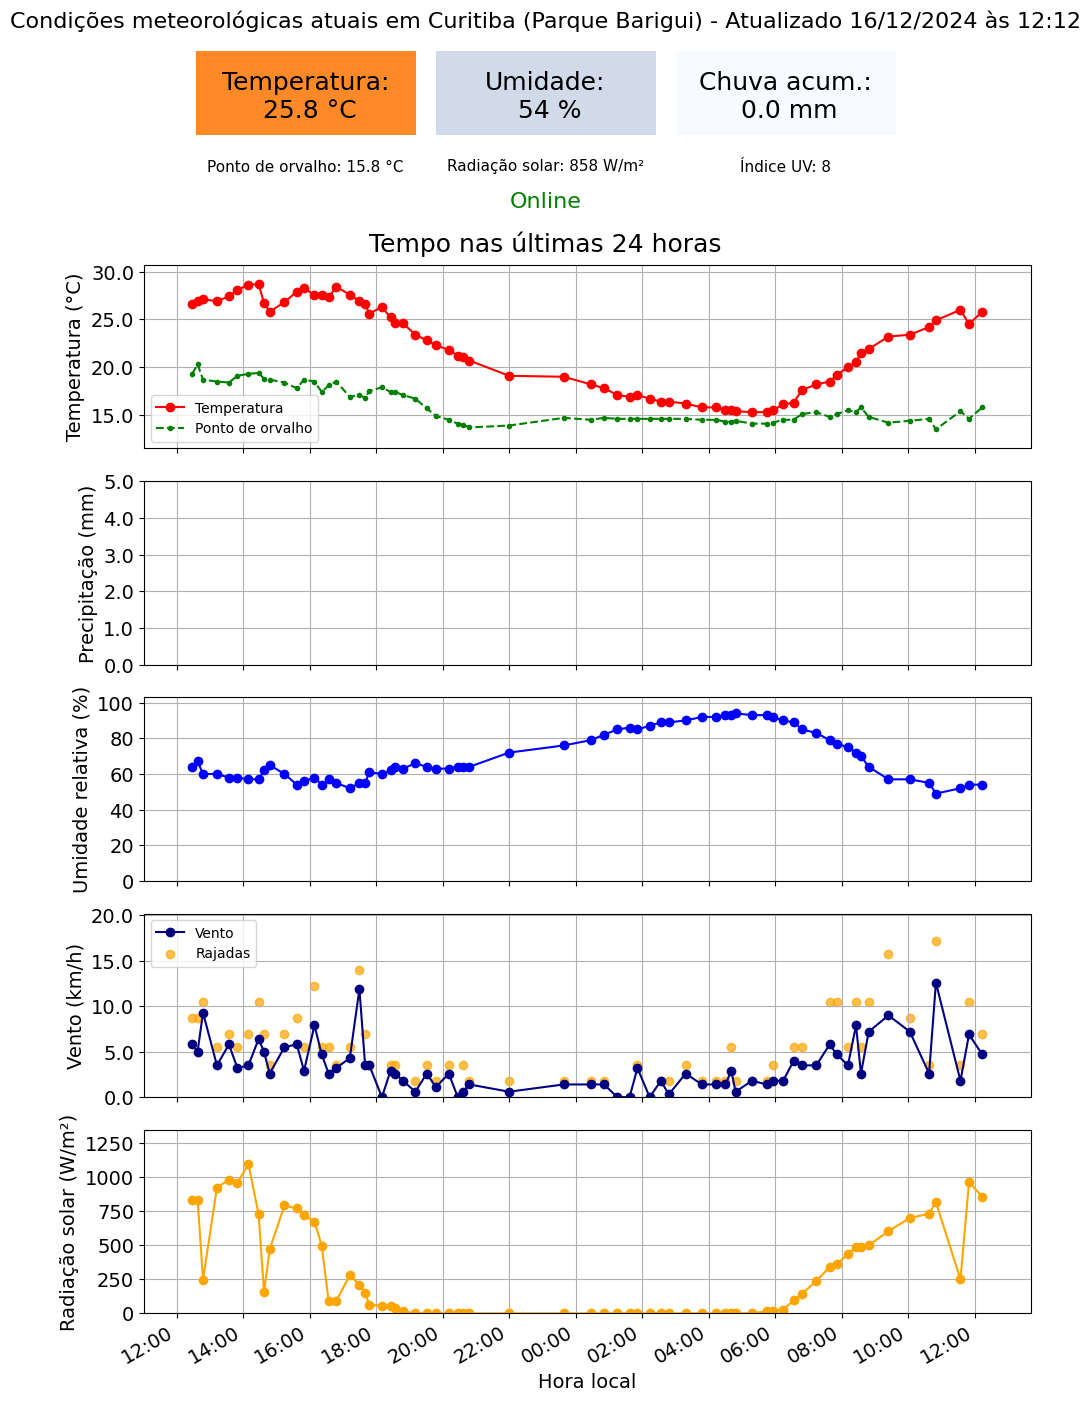 Condições meteorológicas atuais em Curitiba (Parque Barigui) - Atualizado 16/12/2024 às 12:12
Temperatura:
25.8 °C
Umidade:
54 %
Chuva acum.:
0.0 mm
Ponto de orvalho: 15.8 °C
Radiação solar: 858 W/m²
Índice UV: 8
Online
Tempo nas últimas 24 horas
Temperatura (°C)
30.0
25.0
20.0
15.0
Temperatura
Ponto de orvalho
Precipitação (mm)
5.0
4.0
3.0
2.0
1.0
0.0
Umidade relativa (%)
100
80
60
40
20
0
Vento (km/h)
20.0
15.0
10.0
5.0
0.0
Vento
Rajadas
Radiação solar (W/m²)
1250
1000
750
500
250
0
12:00
14:00
16:00
18:00
20:00
22:00
00:00
02:00
04:00
06:00
08:00
10:00
12:00
Hora local